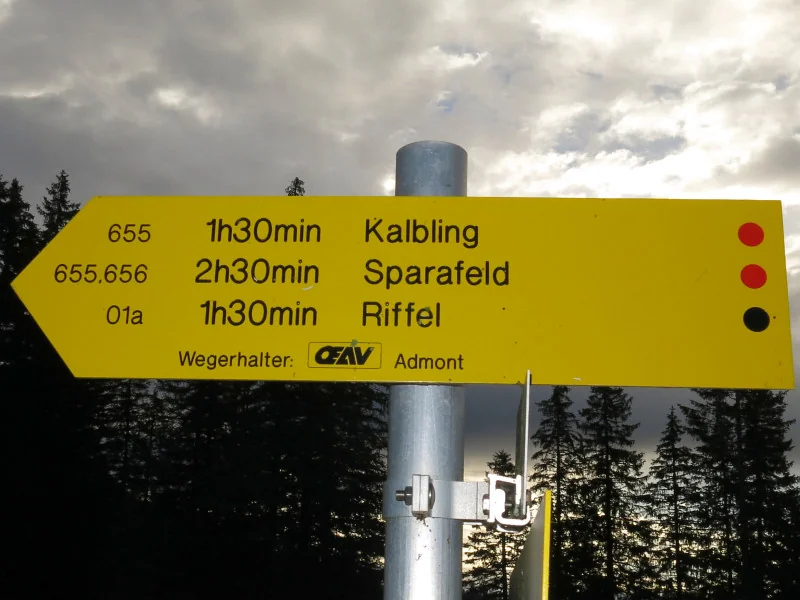 655 1h30min Kalbling
655,656 2h30min Sparafeld
01a 1h30min Riffel
Wegerhalter: OEAV Admont